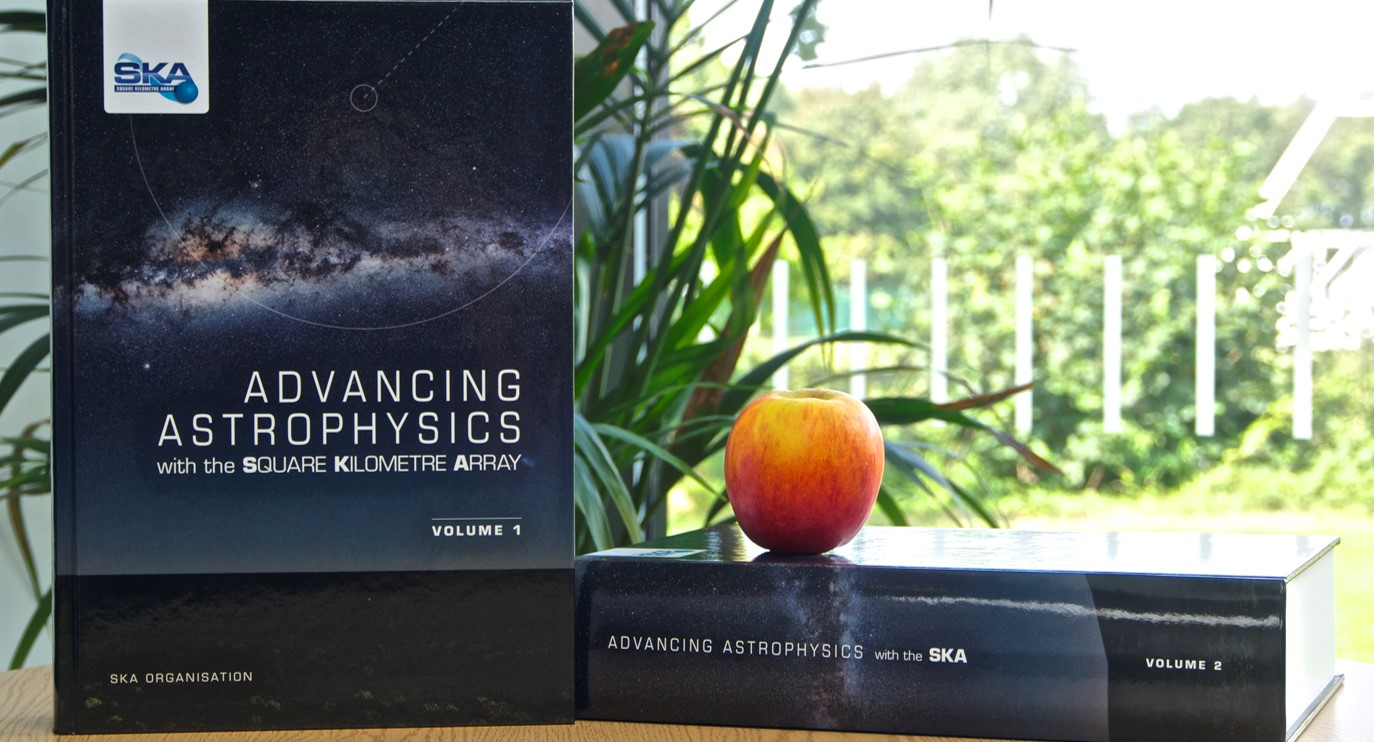 SKA
SQUARE KILOMETRE ARRAY
ADVANCING
ASTROPHYSICS
with the SQUARE KILOMETRE ARRAY
VOLUME 1
SKA ORGANISATION
ADVANCING ASTROPHYSICS with the SKA
VOLUME 2